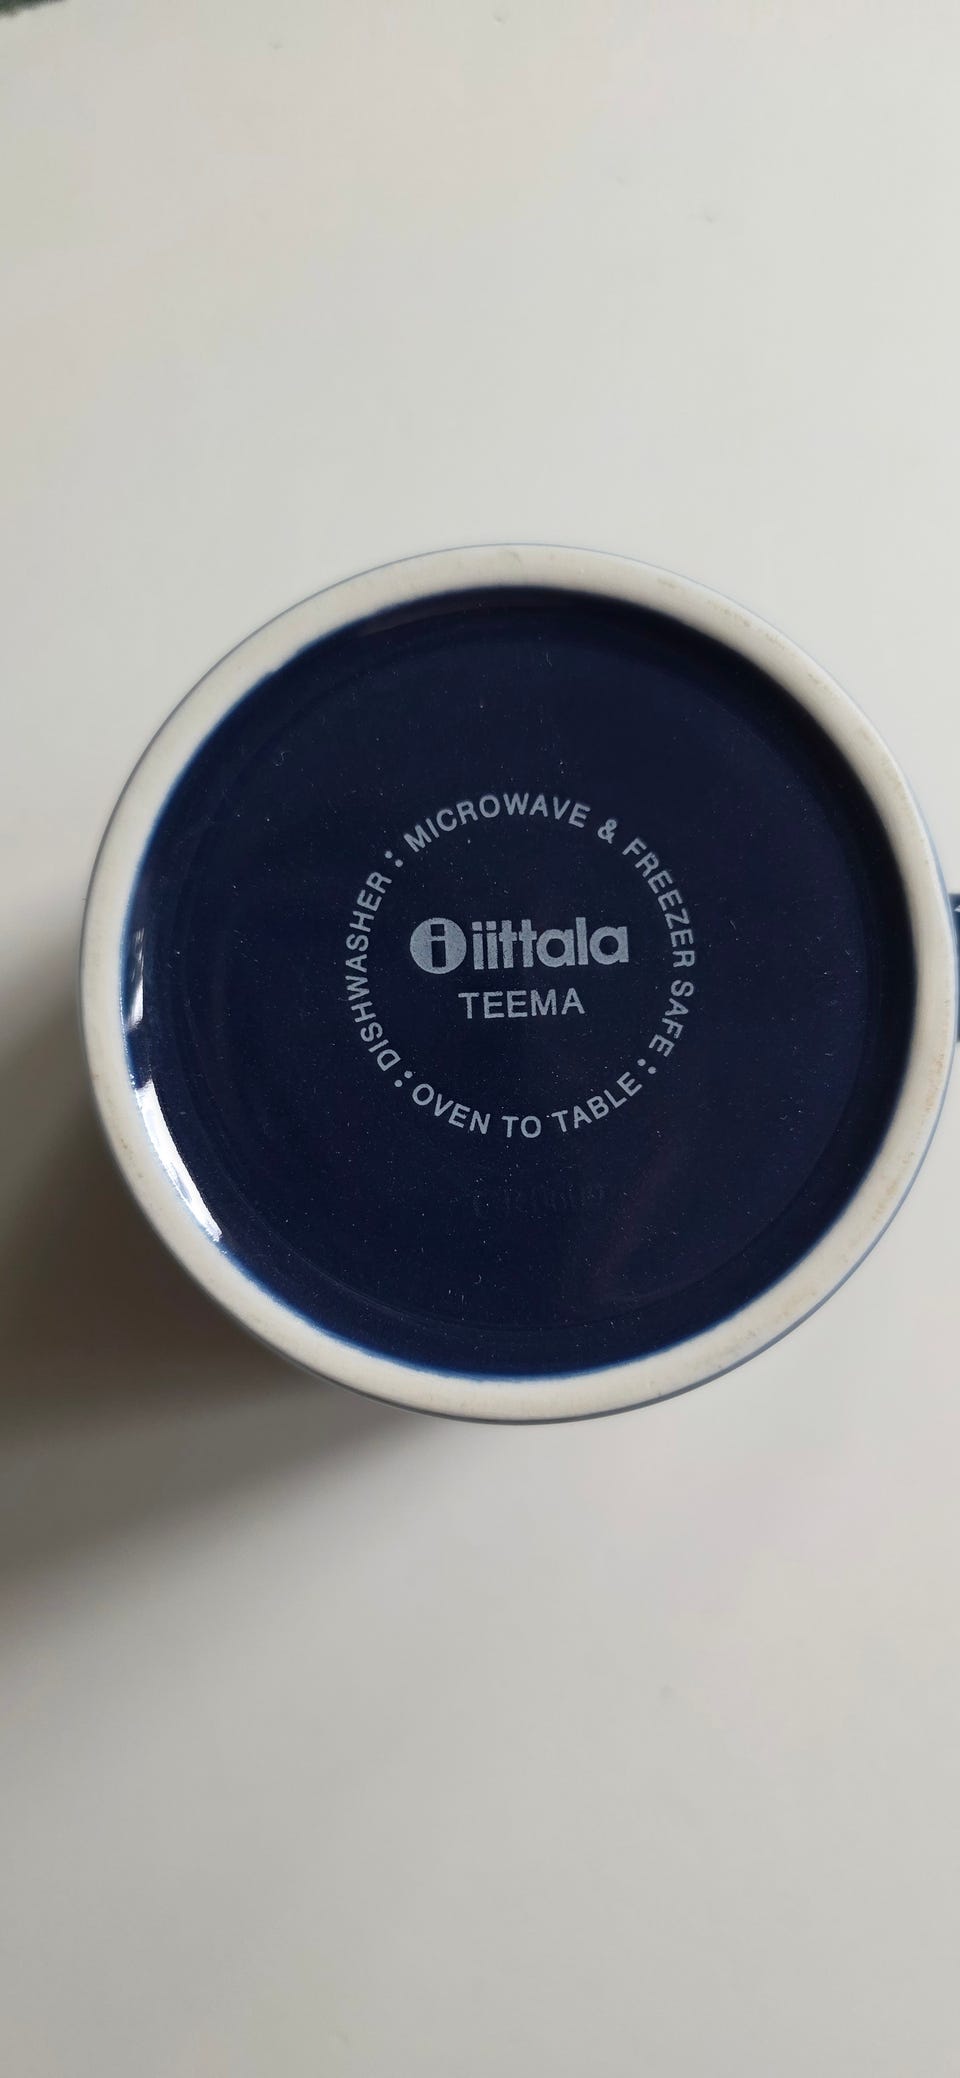 DISHWASHER : MICROWAVE & FREEZER SAFE :
i iittala
TEEMA
: OVEN TO TABLE